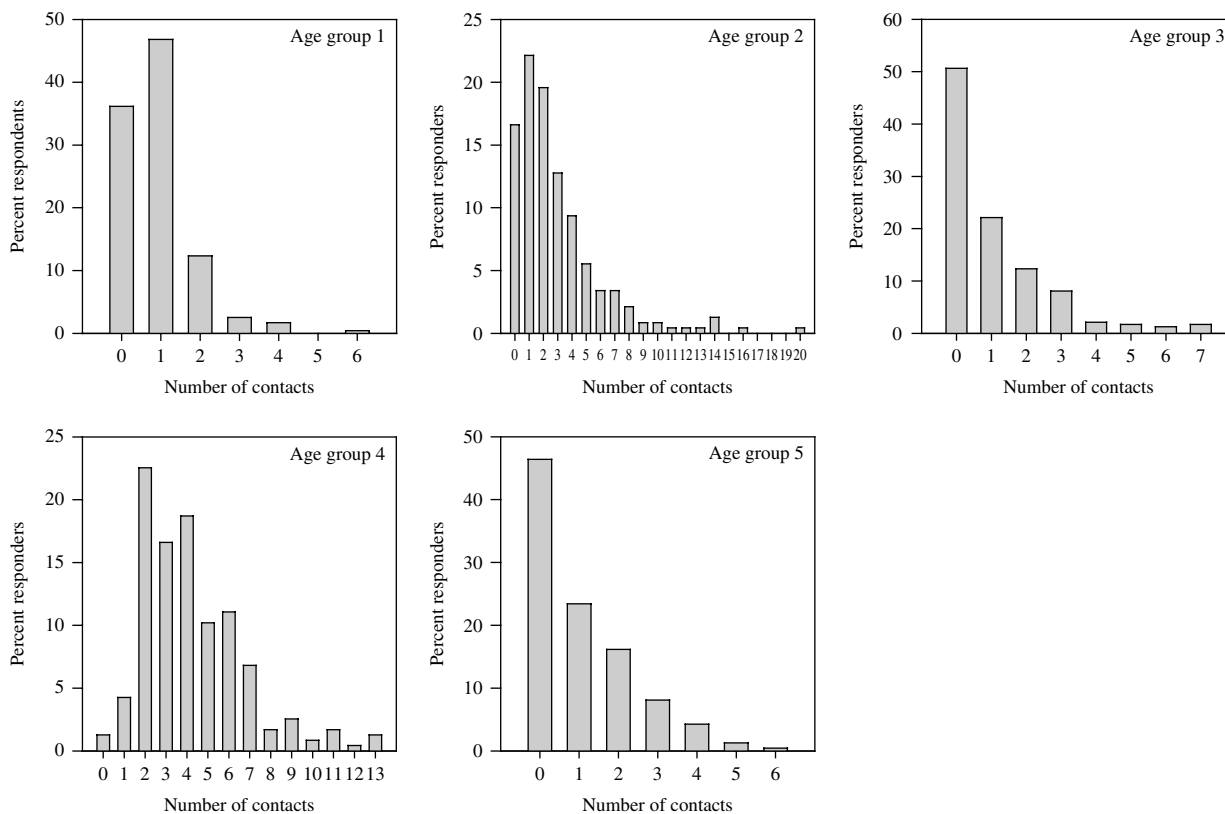 Age group 1
Percent respondents
50
40
30
20
10
0
0 1 2 3 4 5 6
Number of contacts
Age group 2
Percent responders
25
20
15
10
5
0
0 1 2 3 4 5 6 7 8 9 10 11 12 13 14 15 16 17 18 19 20
Number of contacts
Age group 3
Percent responders
60
50
40
30
20
10
0
0 1 2 3 4 5 6 7
Number of contacts
Age group 4
Percent responders
25
20
15
10
5
0
0 1 2 3 4 5 6 7 8 9 10 11 12 13
Number of contacts
Age group 5
Percent responders
50
40
30
20
10
0
0 1 2 3 4 5 6
Number of contacts